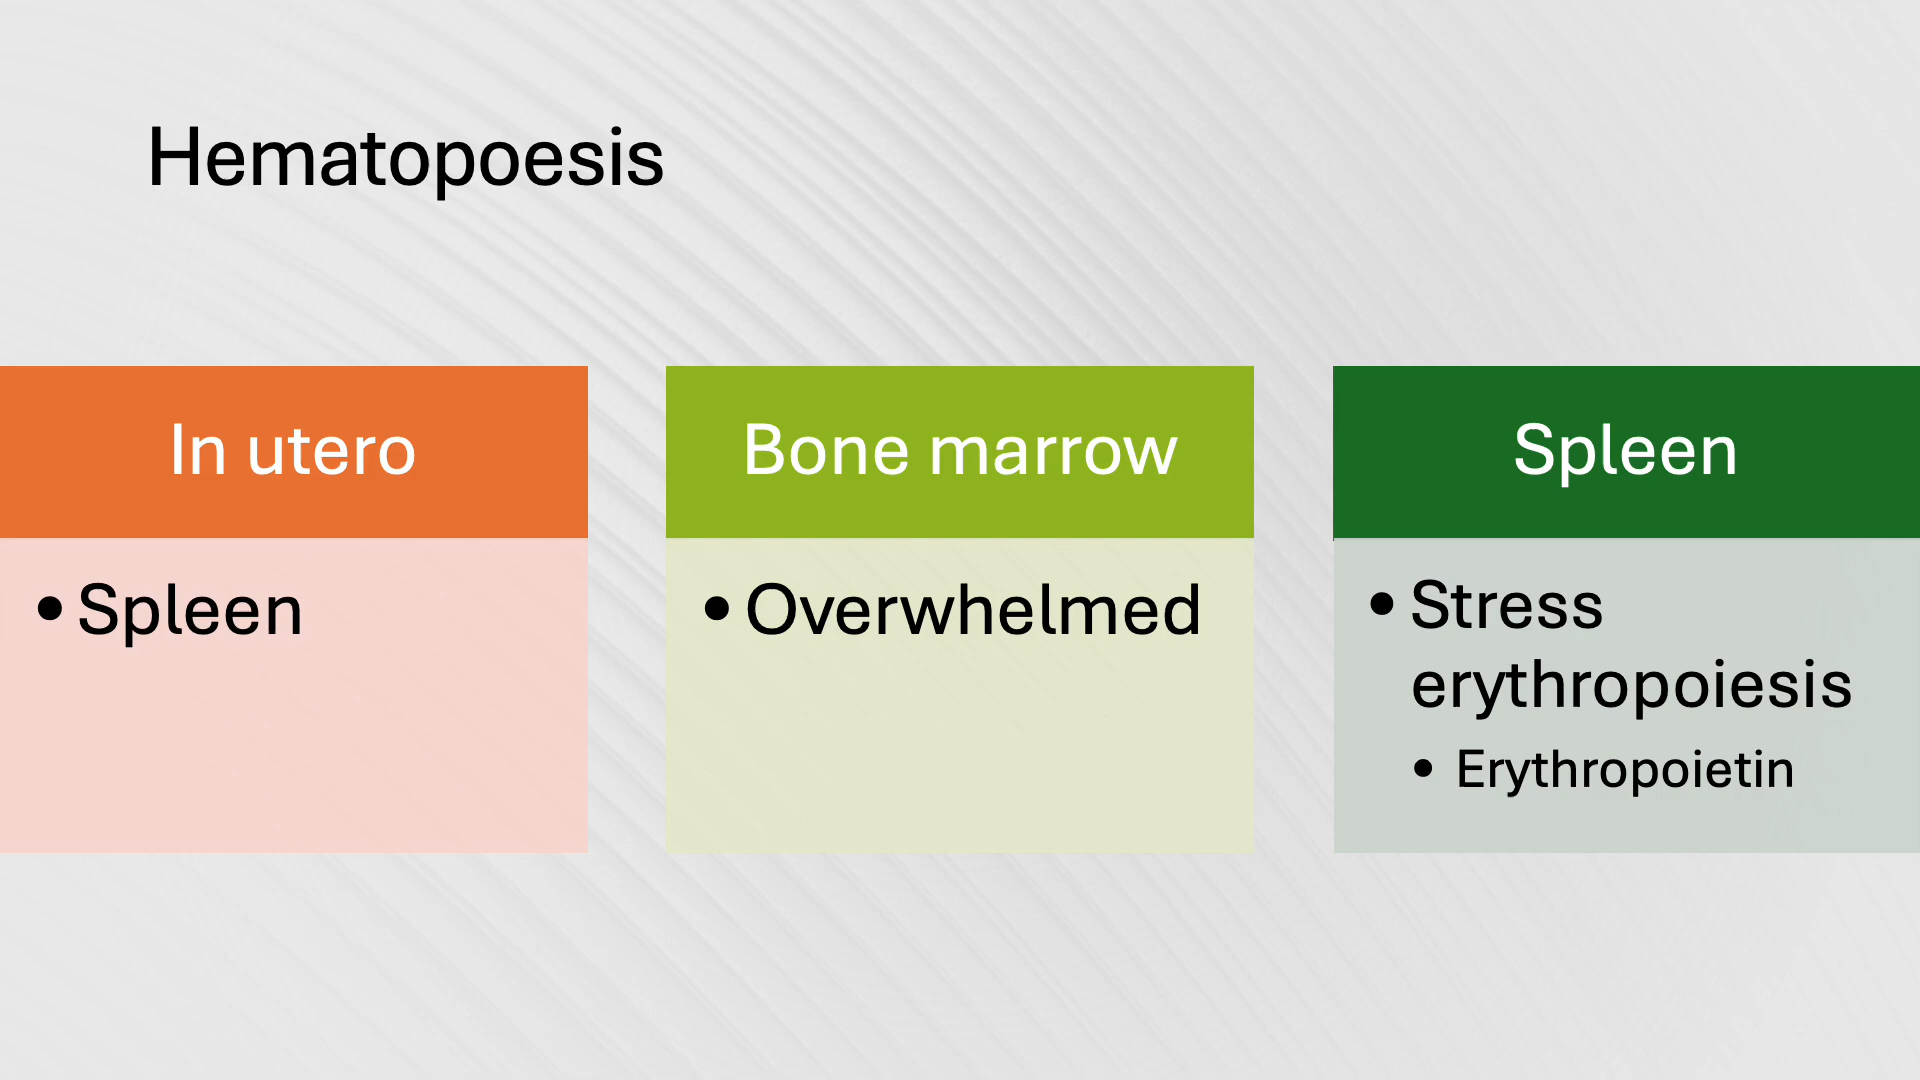 Hematopoesis
In utero
• Spleen
Bone marrow
• Overwhelmed
Spleen
• Stress
erythropoiesis
• Erythropoietin